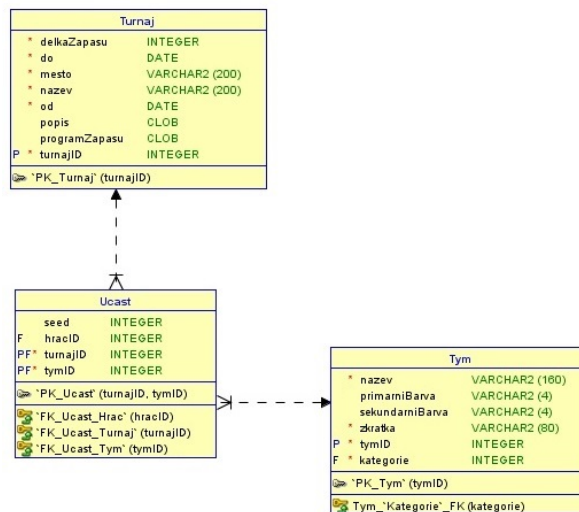 Turnaj
* delkaZapasu INTEGER
* do DATE
* mesto VARCHAR2 (200)
* nazev VARCHAR2 (200)
* od DATE
popis CLOB
programZapasu CLOB
P * turnajID INTEGER
`PK_Turnaj` (turnajID)
Ucast
seed INTEGER
F hracID INTEGER
PF* turnajID INTEGER
PF* tymID INTEGER
`PK_Ucast` (turnajID, tymID)
`FK_Ucast_Hrac` (hracID)
`FK_Ucast_Turnaj` (turnajID)
`FK_Ucast_Tym` (tymID)
Tym
* nazev VARCHAR2 (160)
primarniBarva VARCHAR2 (4)
sekundarniBarva VARCHAR2 (4)
* zkratka VARCHAR2 (80)
P * tymID INTEGER
F * kategorie INTEGER
`PK_Tym` (tymID)
Tym_`Kategorie`_FK (kategorie)